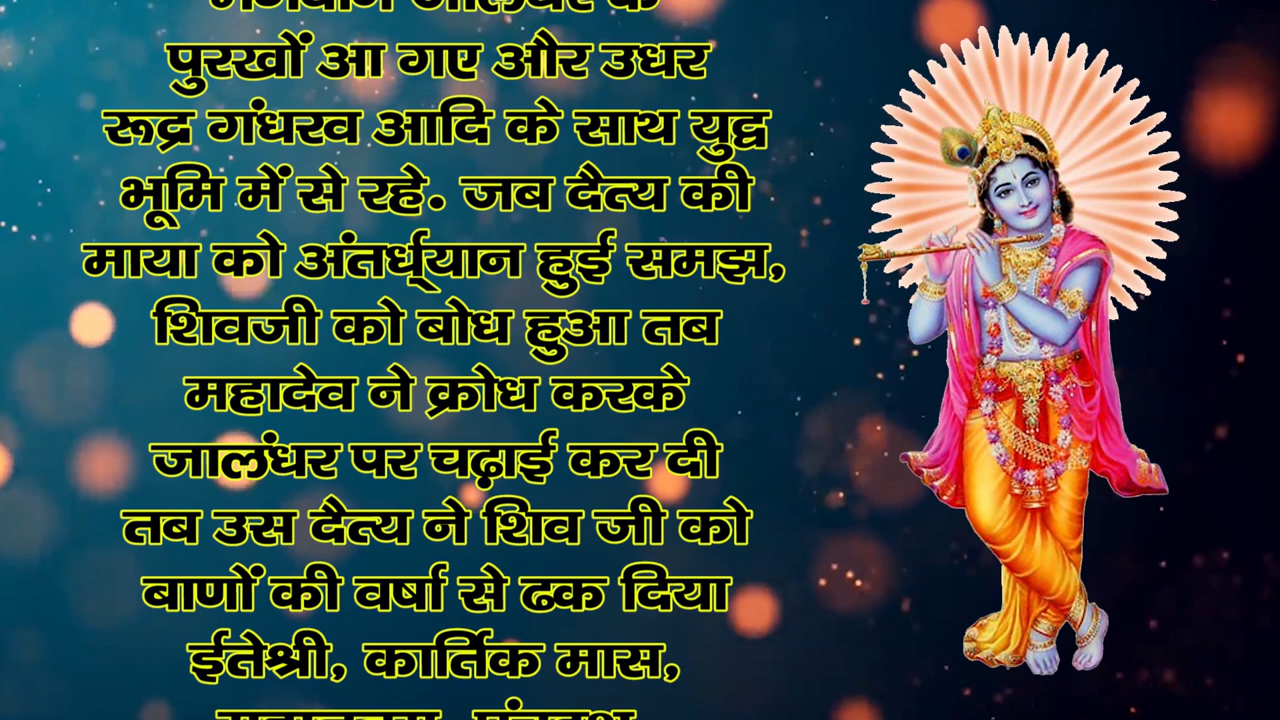 पुरखों आ गए और उधर
रूद्र गंधरव आदि के साथ युद्ध
भूमि में से रहे. जब दैत्य की
माया को अंतर्ध्यान हुई समझ,
शिवजी को बोध हुआ तब
महादेव ने क्रोध करके
जालंधर पर चढ़ाई कर दी
तब उस दैत्य ने शिव जी को
बाणों की वर्षा से ढक दिया
ईतेश्री, कार्तिक मास,